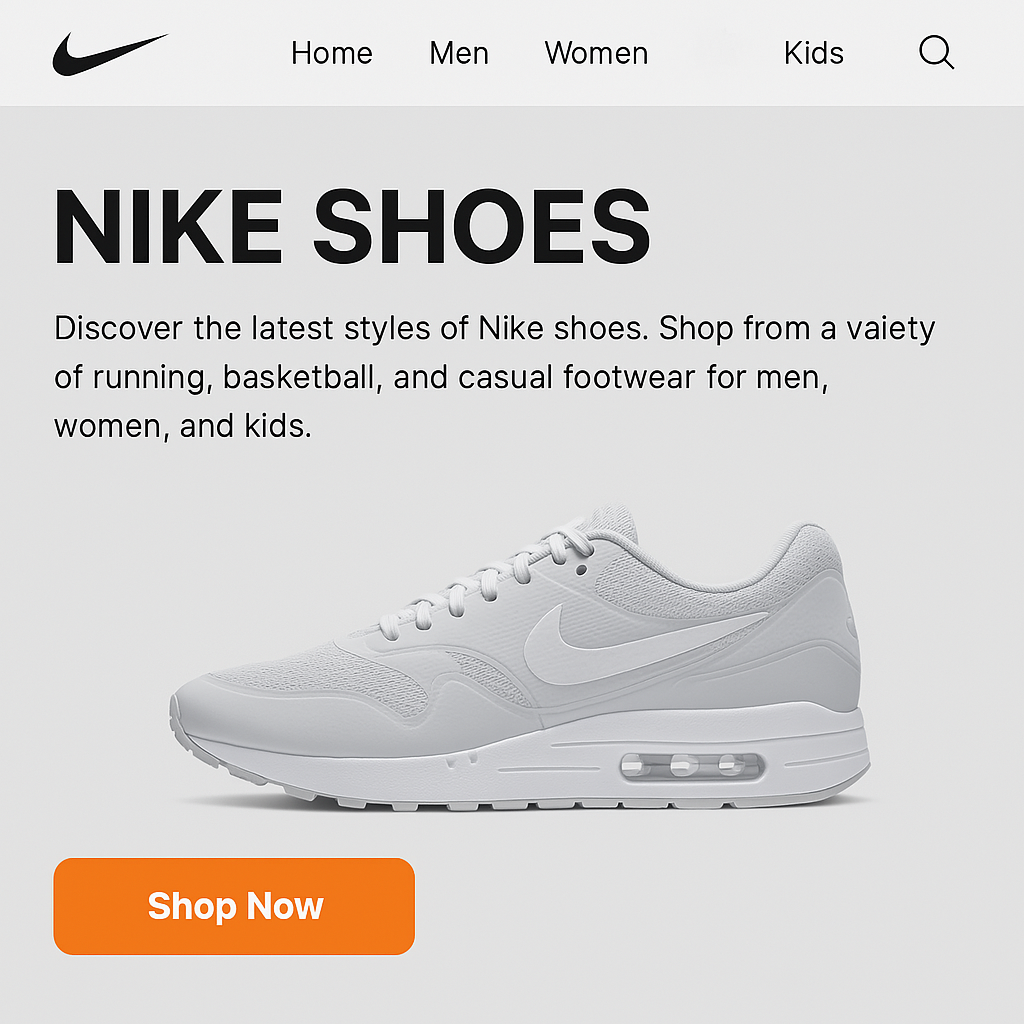 Home Men Women Kids
NIKE SHOES
Discover the latest styles of Nike shoes. Shop from a vaiety
of running, basketball, and casual footwear for men,
women, and kids.
Shop Now